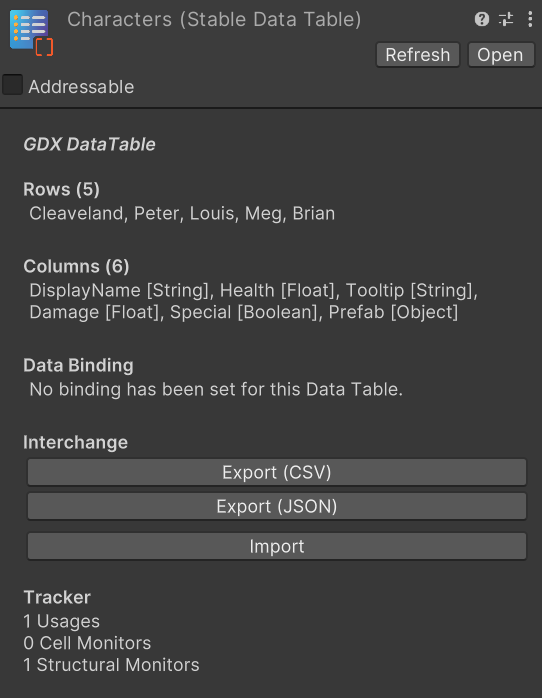 Characters (Stable Data Table)
Refresh
Open
Addressable
GDX DataTable
Rows (5)
Cleaveland, Peter, Louis, Meg, Brian
Columns (6)
DisplayName [String], Health [Float], Tooltip [String],
Damage [Float], Special [Boolean], Prefab [Object]
Data Binding
No binding has been set for this Data Table.
Interchange
Export (CSV)
Export (JSON)
Import
Tracker
1 Usages
0 Cell Monitors
1 Structural Monitors